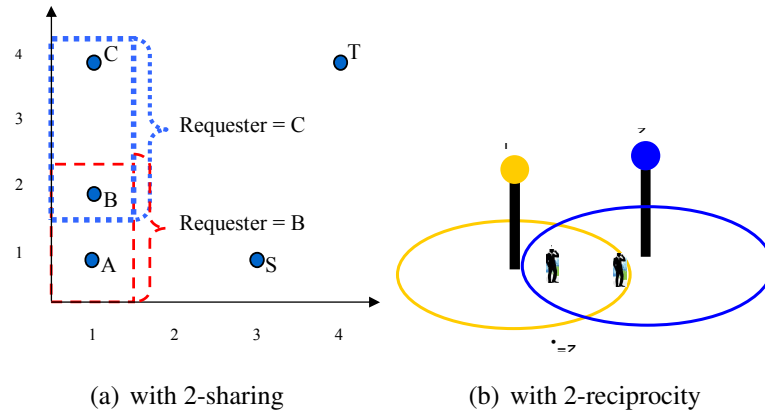 4
C
T
3
Requester = C
2
B
Requester = B
1
A
S
1
2
3
4
(a) with 2-sharing
(b) with 2-reciprocity